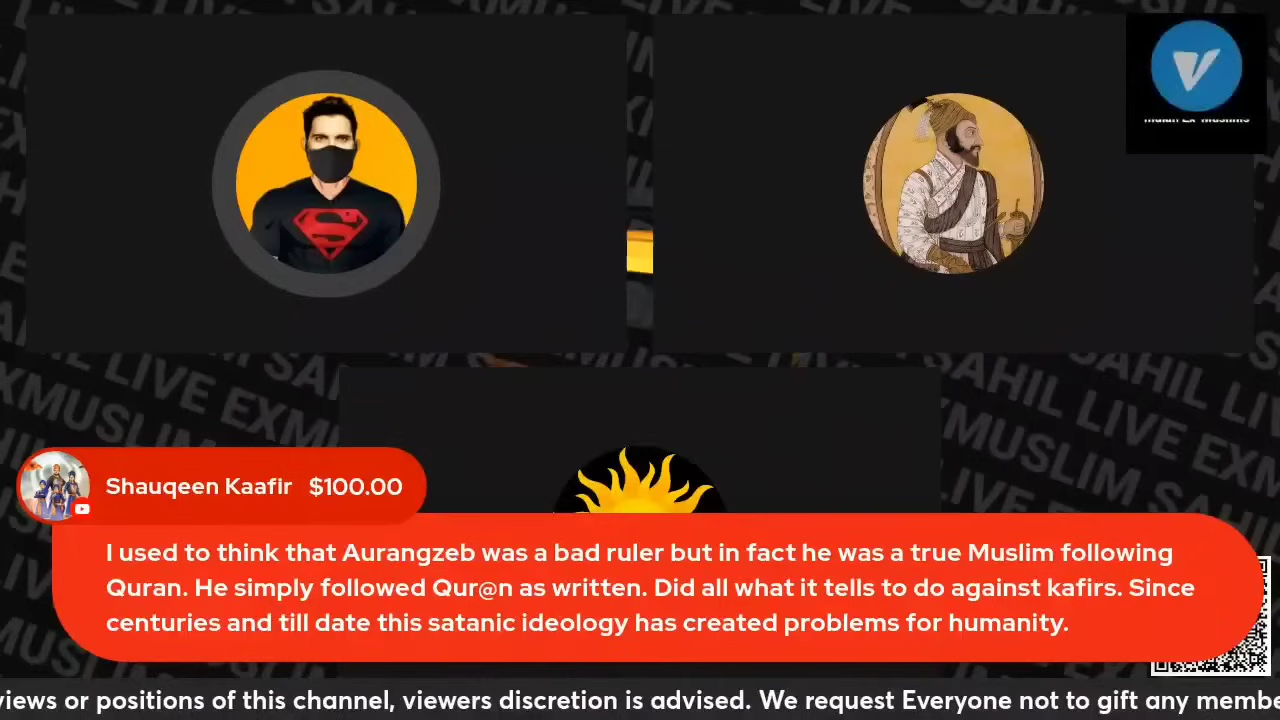 Indian Ex-Muslims
Shauqeen Kaafir $100.00
I used to think that Aurangzeb was a bad ruler but in fact he was a true Muslim following
Quran. He simply followed Qur@n as written. Did all what it tells to do against kafirs. Since
centuries and till date this satanic ideology has created problems for humanity.
views or positions of this channel, viewers discretion is advised. We request Everyone not to gift any membe